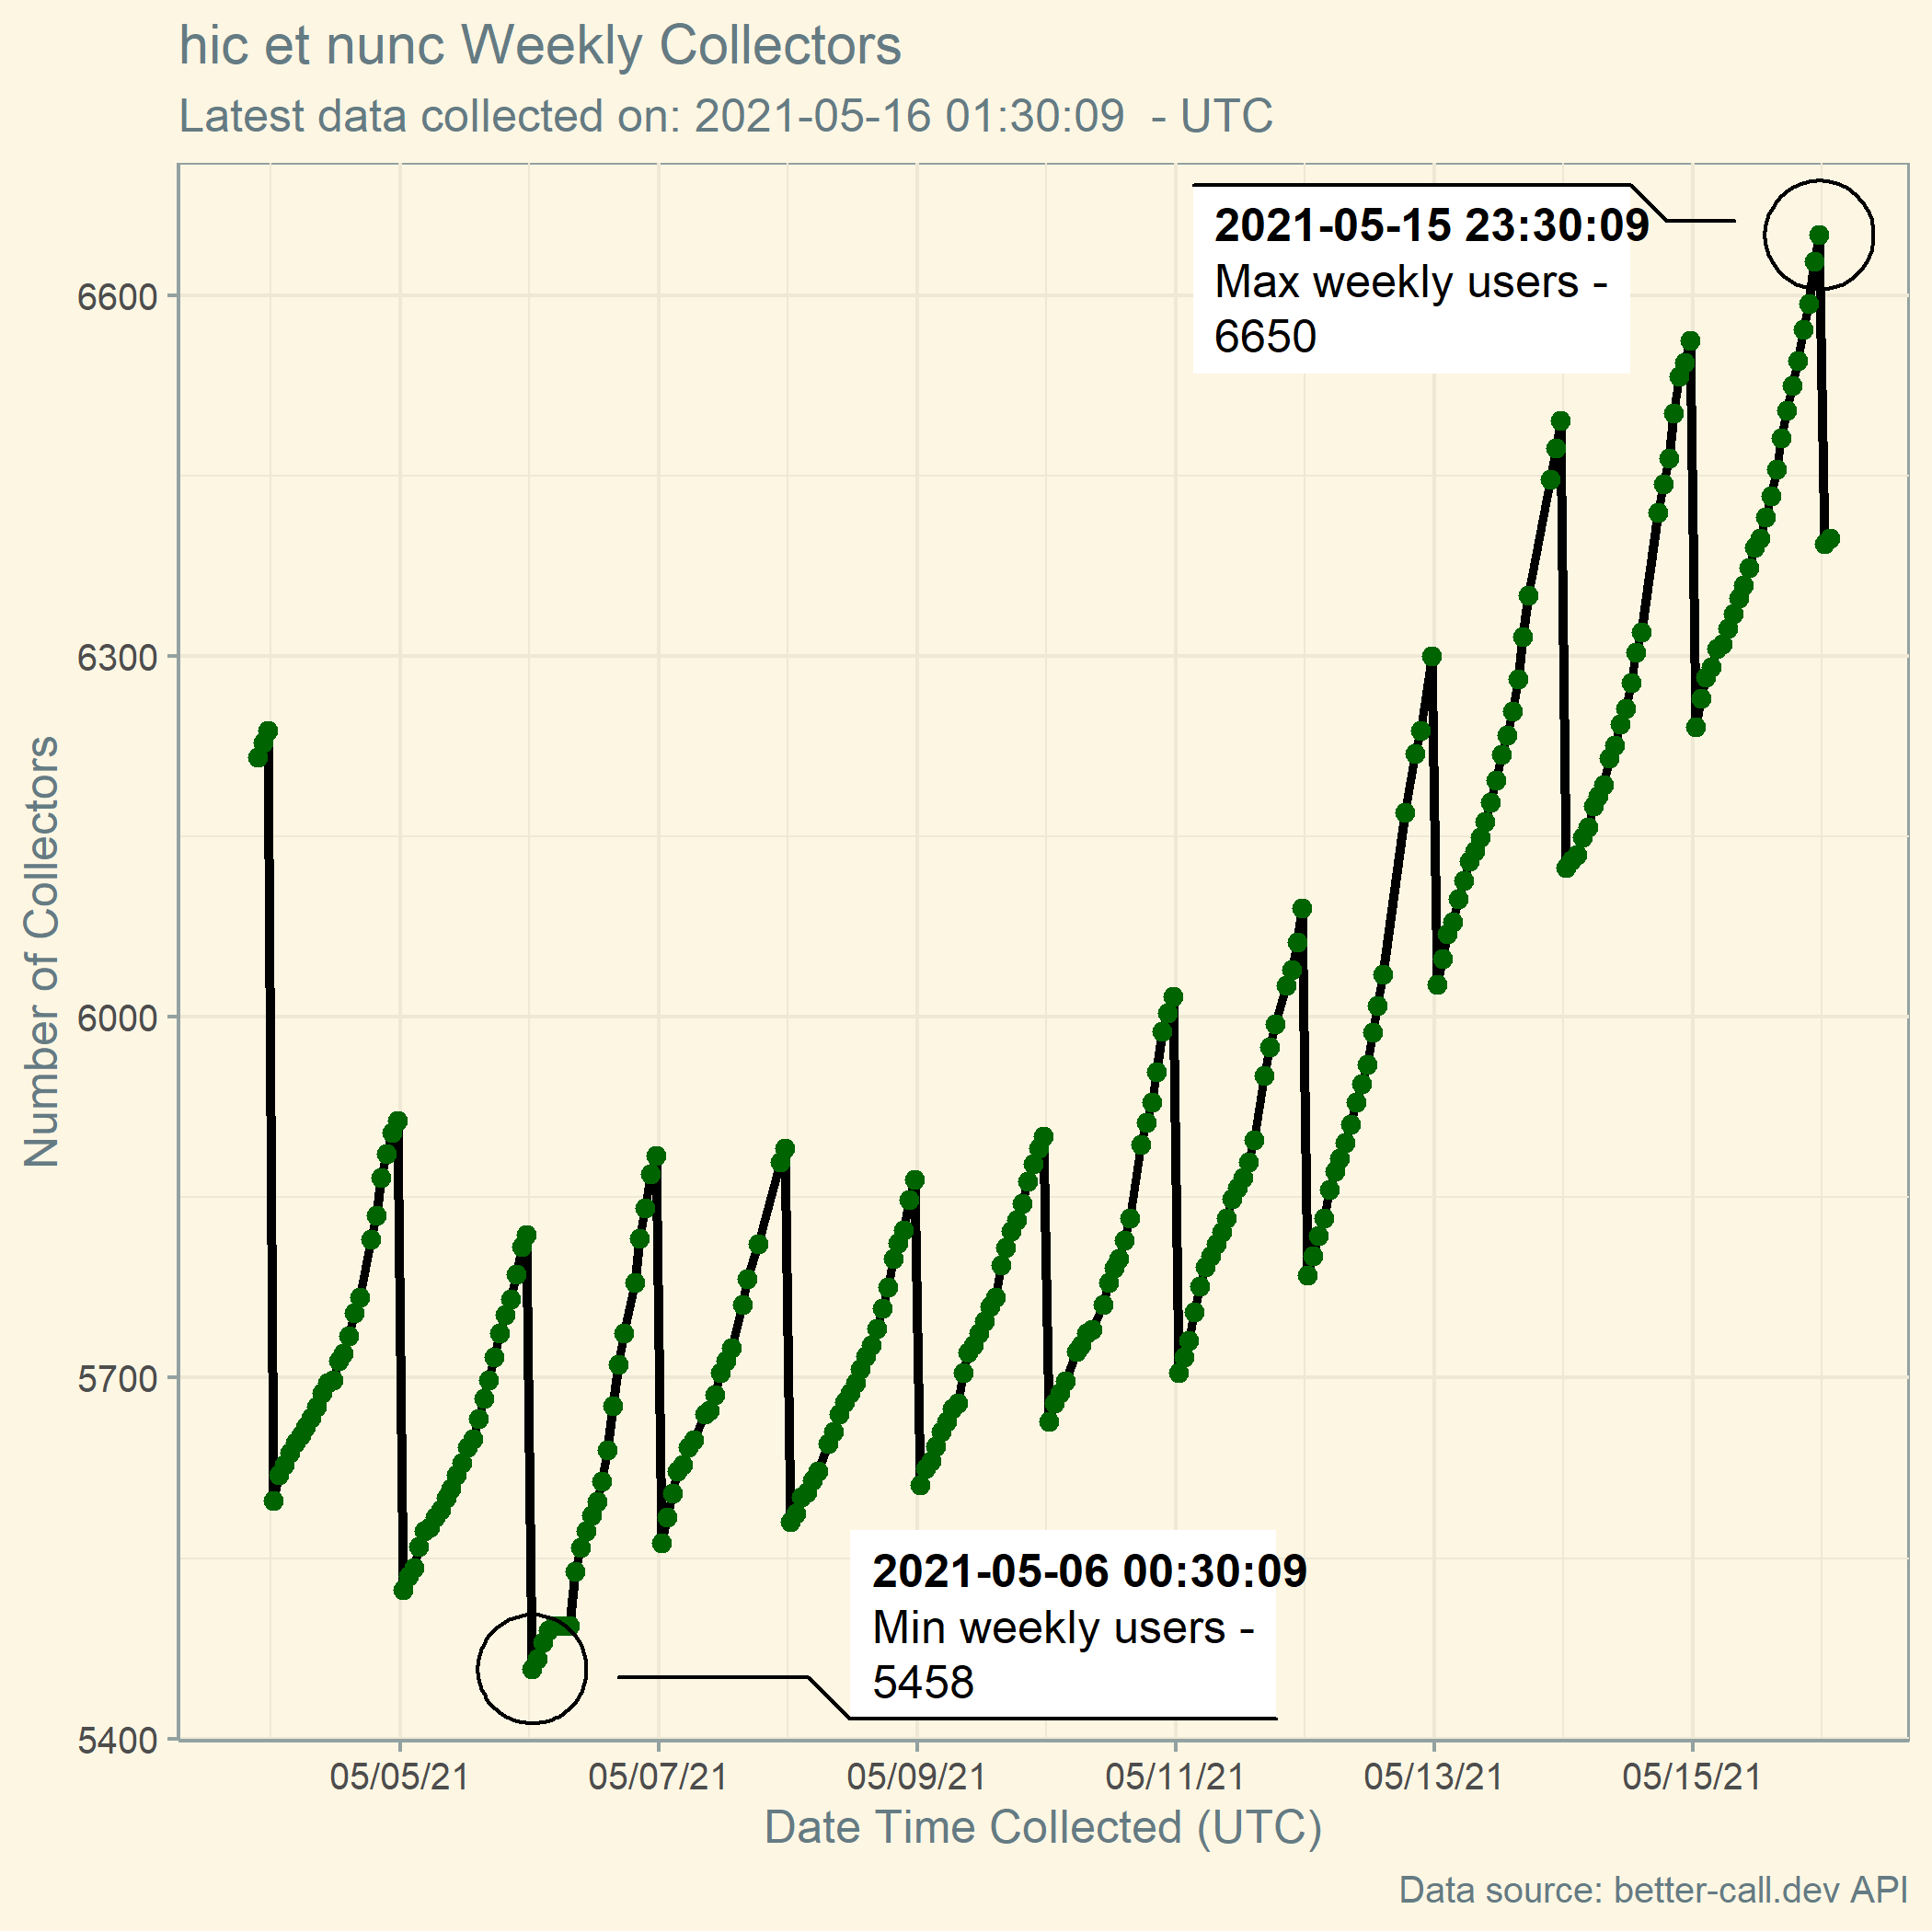 hic et nunc Weekly Collectors
Latest data collected on: 2021-05-16 01:30:09  - UTC
2021-05-15 23:30:09
Max weekly users -
6650
6600
6300
6000
5700
5400
Number of Collectors
2021-05-06 00:30:09
Min weekly users -
5458
05/05/21 05/07/21 05/09/21 05/11/21 05/13/21 05/15/21
Date Time Collected (UTC)
Data source: better-call.dev API